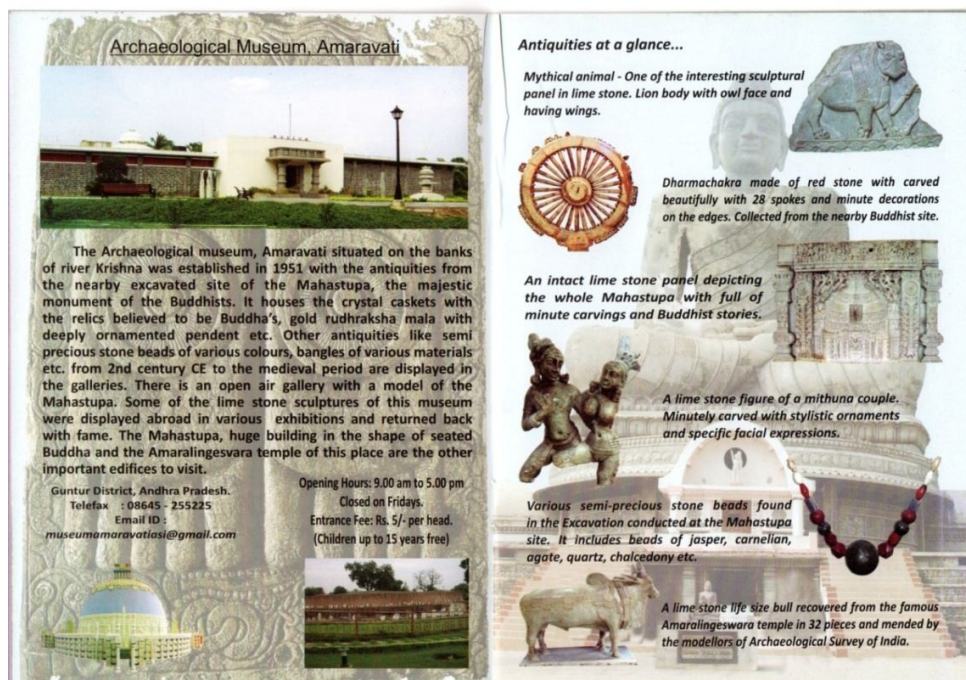 Archaeological Museum, Amaravati
The Archaeological museum, Amaravati situated on the banks
of river Krishna was established in 1951 with the antiquities from
the nearby excavated site of the Mahastupa, the majestic
monument of the Buddhists. It houses the crystal caskets with
the relics believed to be Buddha's, gold rudhraksha mala with
deeply ornamented pendent etc. Other antiquities like semi
precious stone beads of various colours, bangles of various materials
etc. from 2nd century CE to the medieval period are displayed in
the galleries. There is an open air gallery with a model of the
Mahastupa. Some of the lime stone sculptures of this museum
were displayed abroad in various exhibitions and returned back
with fame. The Mahastupa, huge building in the shape of seated
Buddha and the Amaralingesvara temple of this place are the other
important edifices to visit.
Guntur District, Andhra Pradesh.
Telefax : 08645 - 255225
Email ID :
museumamaravatiasi@gmail.com
Opening Hours: 9.00 am to 5.00 pm
Closed on Fridays.
Entrance Fee: Rs. 5/- per head.
(Children up to 15 years free)
Antiquities at a glance...
Mythical animal - One of the interesting sculptural
panel in lime stone. Lion body with owl face and
having wings.
Dharmachakra made of red stone with carved
beautifully with 28 spokes and minute decorations
on the edges. Collected from the nearby Buddhist site.
An intact lime stone panel depicting
the whole Mahastupa with full of
minute carvings and Buddhist stories.
A lime stone figure of a mithuna couple.
Minutely carved with stylistic ornaments
and specific facial expressions.
Various semi-precious stone beads found
in the Excavation conducted at the Mahastupa
site. It includes beads of jasper, carnelian,
agate, quartz, chalcedony etc.
A lime stone life size bull recovered from the famous
Amaralingeswara temple in 32 pieces and mended by
the modellors of Archaeological Survey of India.